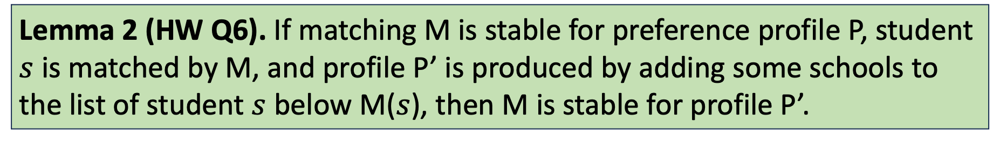 Lemma 2 (HW Q6). If matching M is stable for preference profile P, student
s is matched by M, and profile P’ is produced by adding some schools to
the list of student s below M(s), then M is stable for profile P’.